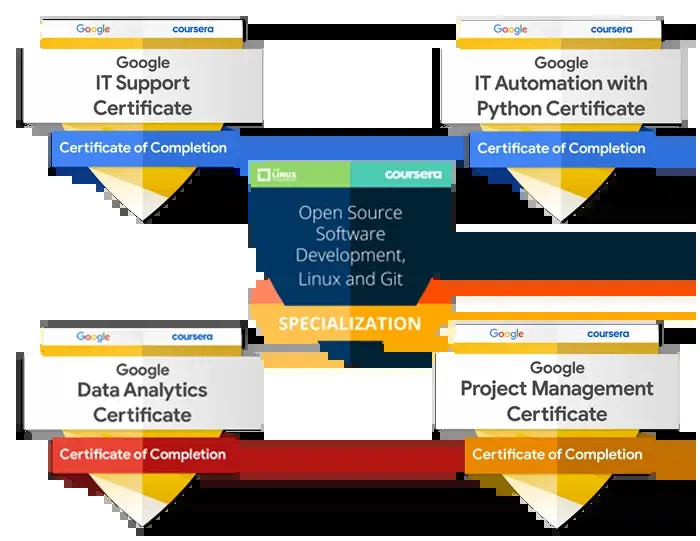 Google coursera
Google
IT Support
Certificate
Certificate of Completion
Google coursera
Google
IT Automation with
Python Certificate
Certificate of Completion
LINUX coursera
Open Source
Software
Development,
Linux and Git
SPECIALIZATION
Google coursera
Google
Data Analytics
Certificate
Certificate of Completion
Google coursera
Google
Project Management
Certificate
Certificate of Completion